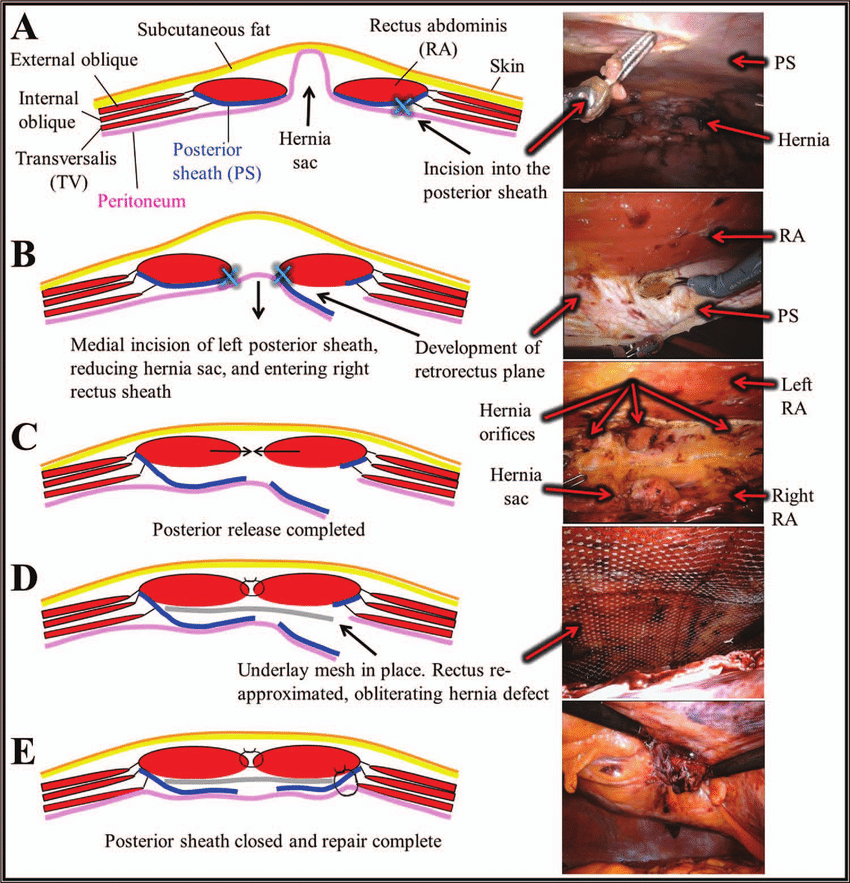 A
Subcutaneous fat
Rectus abdominis
(RA)
External oblique
Skin
Internal
oblique
Transversalis
(TV)
Posterior
sheath (PS)
Hernia
sac
Incision into the
posterior sheath
Peritoneum
PS
Hernia
B
Medial incision of left posterior sheath,
reducing hernia sac, and entering right
rectus sheath
Development of
retrorectus plane
RA
PS
C
Posterior release completed
Hernia
orifices
Hernia
sac
Left
RA
Right
RA
D
Underlay mesh in place. Rectus re-
approximated, obliterating hernia defect
E
Posterior sheath closed and repair complete